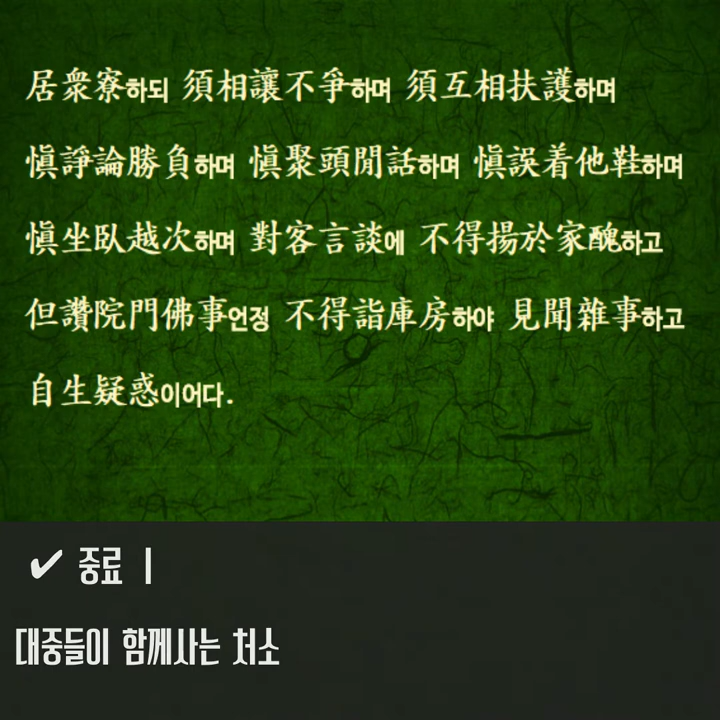 居衆寮하되 須相讓不爭하며 須互相扶護하며
愼諍論勝負하며 愼聚頭閒話하며 愼誤着他鞋하며
愼坐臥越次하며 對客言談에 不得揚於家醜하고
但讚院門佛事언정 不得詣庫房하야 見聞雜事하고
自生疑惑이어다.
✔ 중료 |
대중들이 함께사는 처소